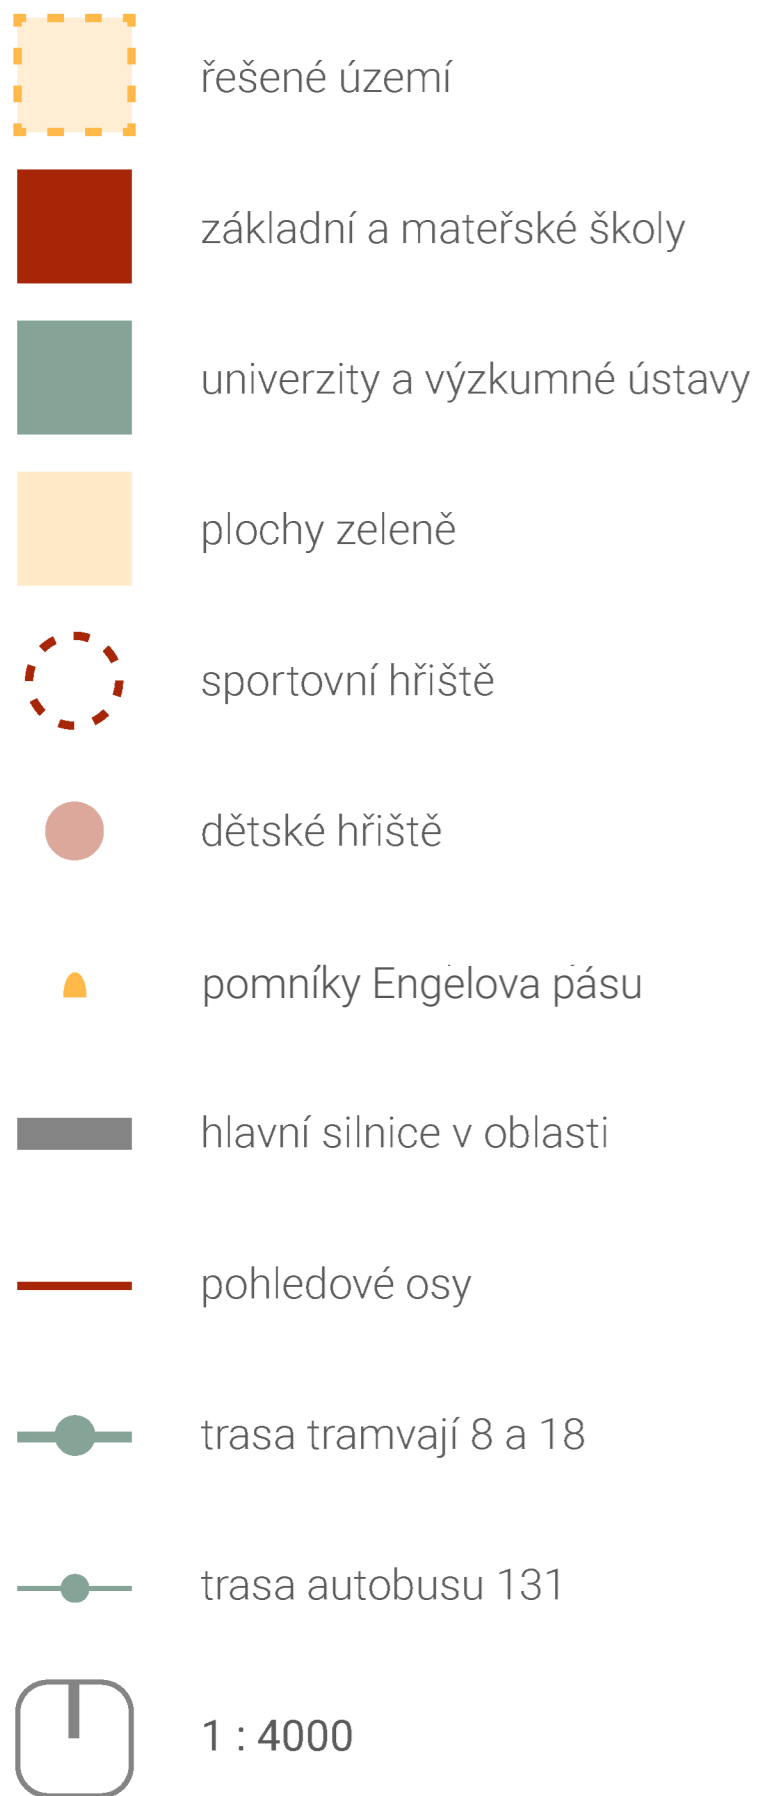 řešené území
základní a mateřské školy
univerzity a výzkumné ústavy
plochy zeleně
sportovní hřiště
dětské hřiště
pomníky Engelova pásu
hlavní silnice v oblasti
pohledové osy
trasa tramvají 8 a 18
trasa autobusu 131
1 : 4000